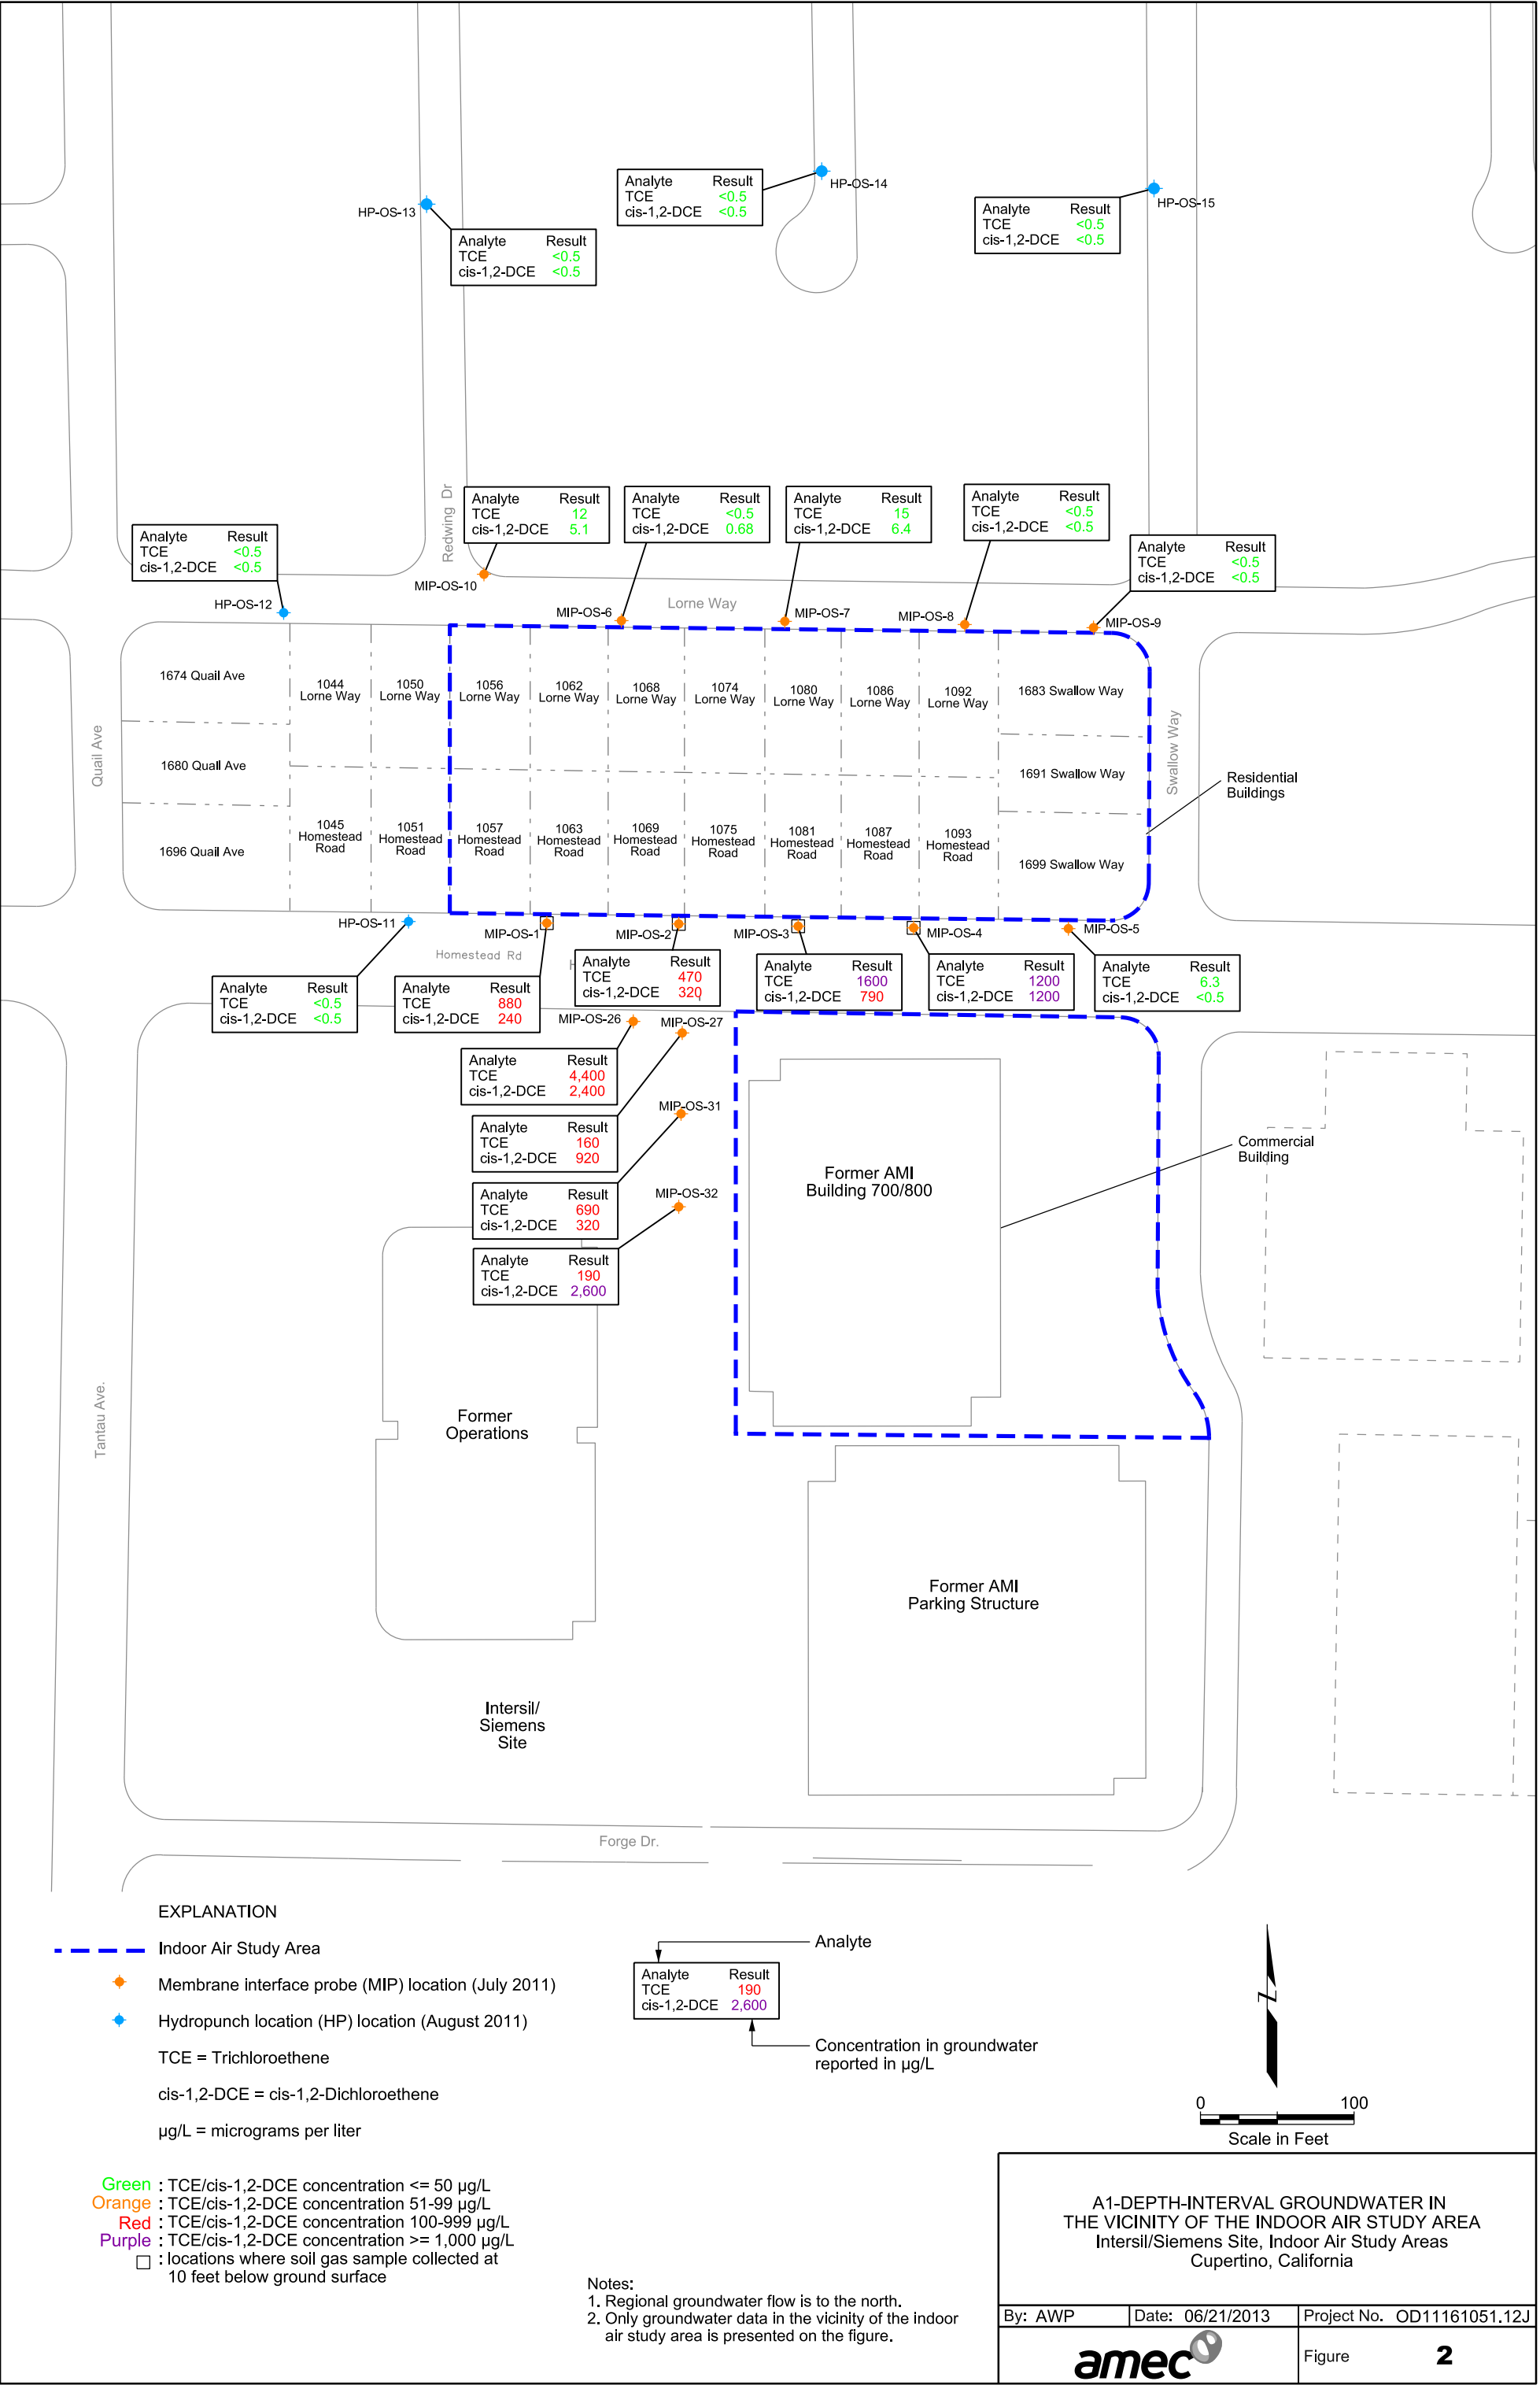 HP-OS-14
Analyte Result
TCE <0.5
cis-1,2-DCE <0.5
HP-OS-15
Analyte Result
TCE <0.5
cis-1,2-DCE <0.5
HP-OS-13
Analyte Result
TCE <0.5
cis-1,2-DCE <0.5
Redwing Dr
Analyte Result
TCE 12
cis-1,2-DCE 5.1
Analyte Result
TCE <0.5
cis-1,2-DCE 0.68
Analyte Result
TCE 15
cis-1,2-DCE 6.4
Analyte Result
TCE <0.5
cis-1,2-DCE <0.5
Analyte Result
TCE <0.5
cis-1,2-DCE <0.5
Analyte Result
TCE <0.5
cis-1,2-DCE <0.5
MIP-OS-10
HP-OS-12
MIP-OS-6
Lorne Way
MIP-OS-7
MIP-OS-8
MIP-OS-9
1674 Quail Ave
1044
Lorne Way
1050
Lorne Way
1056
Lorne Way
1062
Lorne Way
1068
Lorne Way
1074
Lorne Way
1080
Lorne Way
1086
Lorne Way
1092
Lorne Way
1683 Swallow Way
Quail Ave
1680 Quail Ave
1691 Swallow Way
Swallow Way
Residential
Buildings
1696 Quail Ave
1045
Homestead
Road
1051
Homestead
Road
1057
Homestead
Road
1063
Homestead
Road
1069
Homestead
Road
1075
Homestead
Road
1081
Homestead
Road
1087
Homestead
Road
1093
Homestead
Road
1699 Swallow Way
HP-OS-11
MIP-OS-1
MIP-OS-2
MIP-OS-3
MIP-OS-4
MIP-OS-5
Homestead Rd
H
Analyte Result
TCE <0.5
cis-1,2-DCE <0.5
Analyte Result
TCE 880
cis-1,2-DCE 240
Analyte Result
TCE 470
cis-1,2-DCE 320
Analyte Result
TCE 1600
cis-1,2-DCE 790
Analyte Result
TCE 1200
cis-1,2-DCE 1200
Analyte Result
TCE 6.3
cis-1,2-DCE <0.5
MIP-OS-26
MIP-OS-27
Analyte Result
TCE 4,400
cis-1,2-DCE 2,400
MIP-OS-31
Analyte Result
TCE 160
cis-1,2-DCE 920
MIP-OS-32
Analyte Result
TCE 690
cis-1,2-DCE 320
Analyte Result
TCE 190
cis-1,2-DCE 2,600
Former AMI
Building 700/800
Commercial
Building
Tantau Ave.
Former
Operations
Former AMI
Parking Structure
Intersil/
Siemens
Site
Forge Dr.
EXPLANATION
Indoor Air Study Area
Membrane interface probe (MIP) location (July 2011)
Hydropunch location (HP) location (August 2011)
TCE = Trichloroethene
cis-1,2-DCE = cis-1,2-Dichloroethene
µg/L = micrograms per liter
Analyte
Analyte Result
TCE 190
cis-1,2-DCE 2,600
Concentration in groundwater
reported in µg/L
Z
0 100
Scale in Feet
Green : TCE/cis-1,2-DCE concentration <= 50 µg/L
Orange : TCE/cis-1,2-DCE concentration 51-99 µg/L
Red : TCE/cis-1,2-DCE concentration 100-999 µg/L
Purple : TCE/cis-1,2-DCE concentration >= 1,000 µg/L
: locations where soil gas sample collected at
10 feet below ground surface
Notes:
1. Regional groundwater flow is to the north.
2. Only groundwater data in the vicinity of the indoor
air study area is presented on the figure.
A1-DEPTH-INTERVAL GROUNDWATER IN
THE VICINITY OF THE INDOOR AIR STUDY AREA
Intersil/Siemens Site, Indoor Air Study Areas
Cupertino, California
By: AWP Date: 06/21/2013 Project No. OD11161051.12J
amec
Figure 2